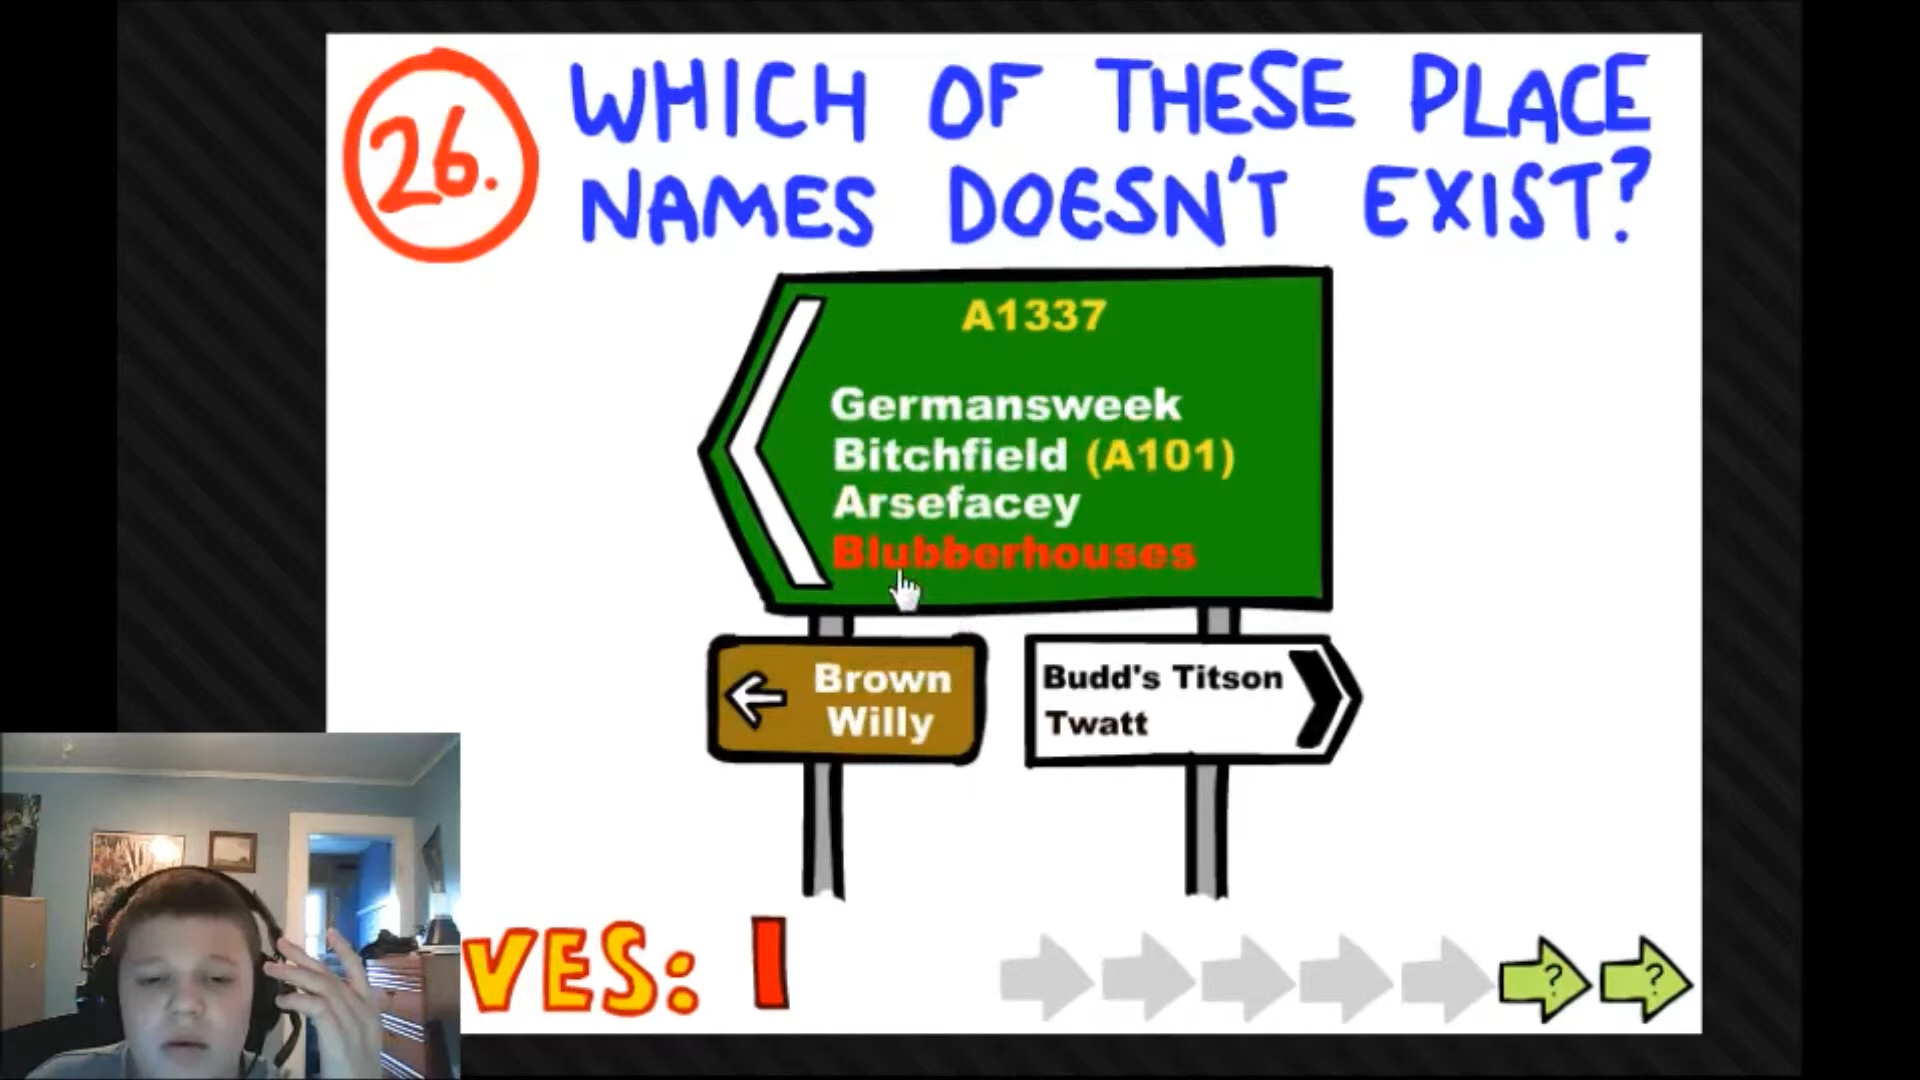 26.
WHICH OF THESE PLACE
NAMES DOESN'T EXIST?
A1337
Germansweek
Bitchfield (A101)
Arsefacey
Blubberhouses
Brown
Willy
Budd's Titson
Twatt
VES: 1
? ?